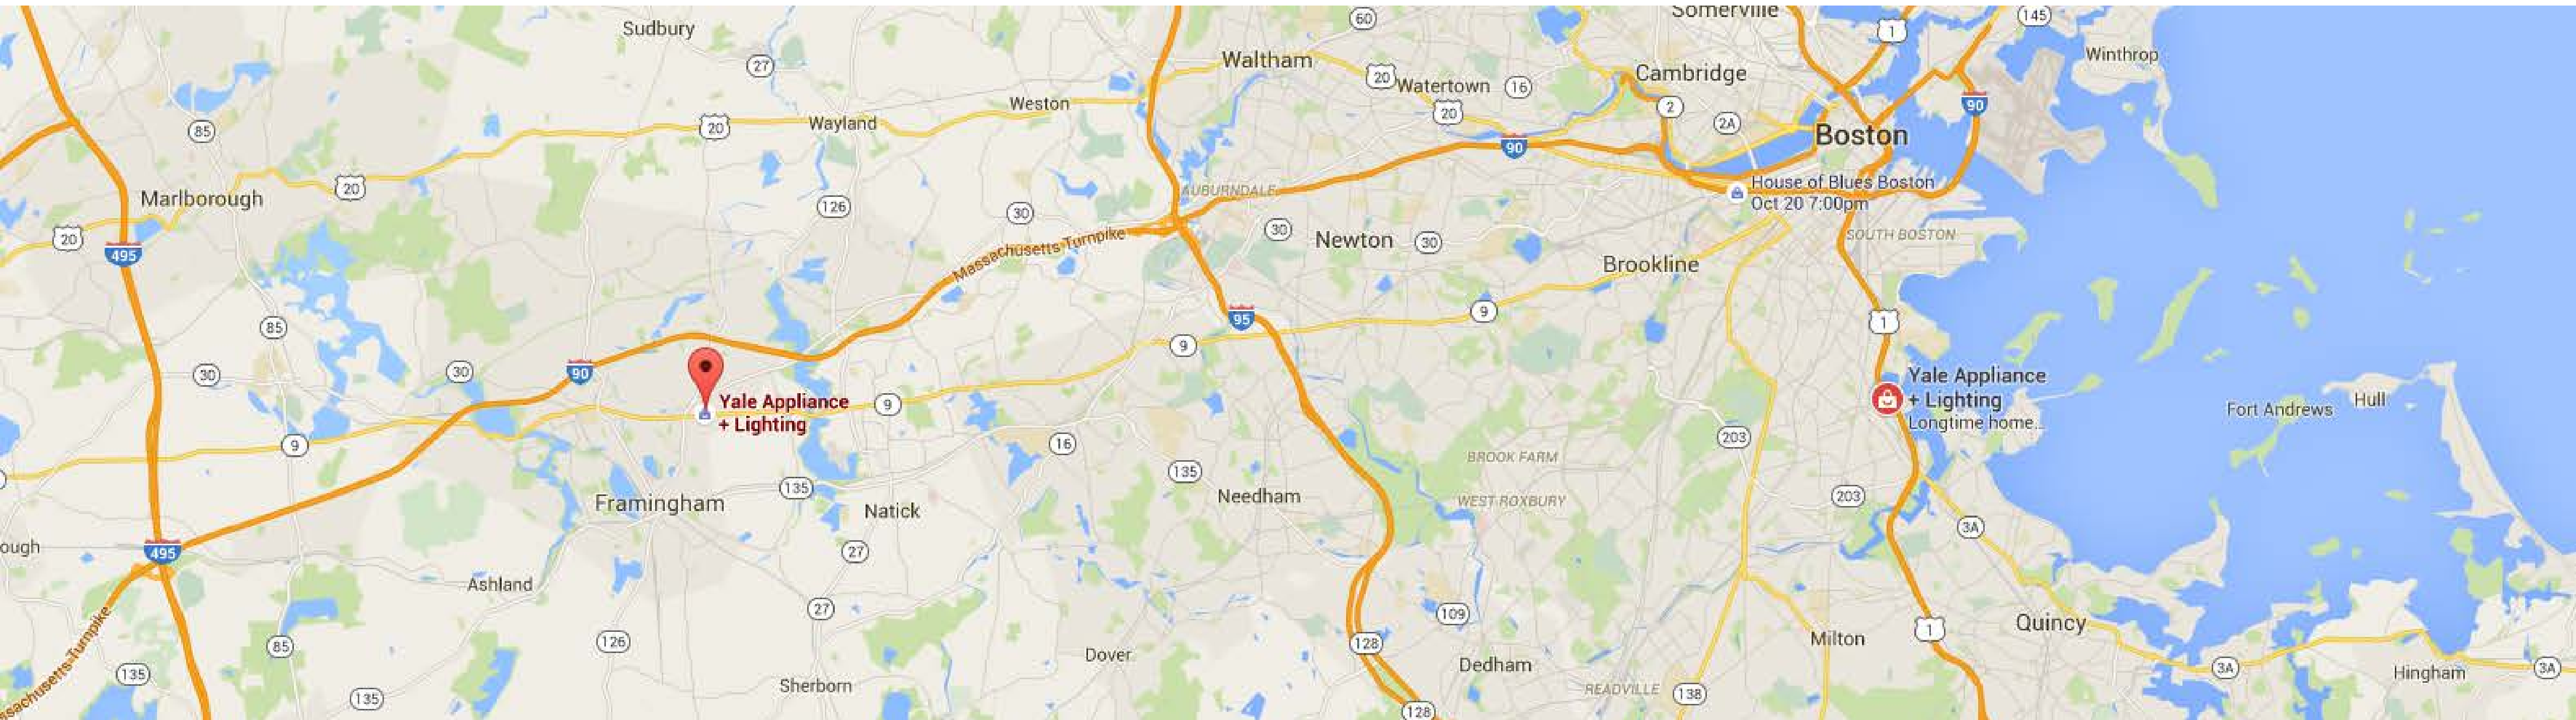 Somerville
60
1
145
Sudbury
Winthrop
27
Waltham
20
Cambridge
Watertown
16
Weston
2
90
20
Wayland
20
2A
85
Boston
90
20
AUBURNDALE
House of Blues Boston
Oct 20 7:00pm
Marlborough
126
30
30
Newton
30
SOUTH BOSTON
20
495
Massachusetts Turnpike
Brookline
9
95
1
85
9
30
30
90
Yale Appliance
+ Lighting
9
Yale Appliance
+ Lighting
Longtime home...
Fort Andrews
Hull
9
16
203
BROOK FARM
135
135
Needham
WEST ROXBURY
203
Framingham
Natick
3A
ough
495
27
Ashland
27
109
Quincy
126
128
1
Milton
85
Dover
Dedham
3A
3A
Hingham
135
Sherborn
READVILLE
138
135
128
ssachusetts Turnpike